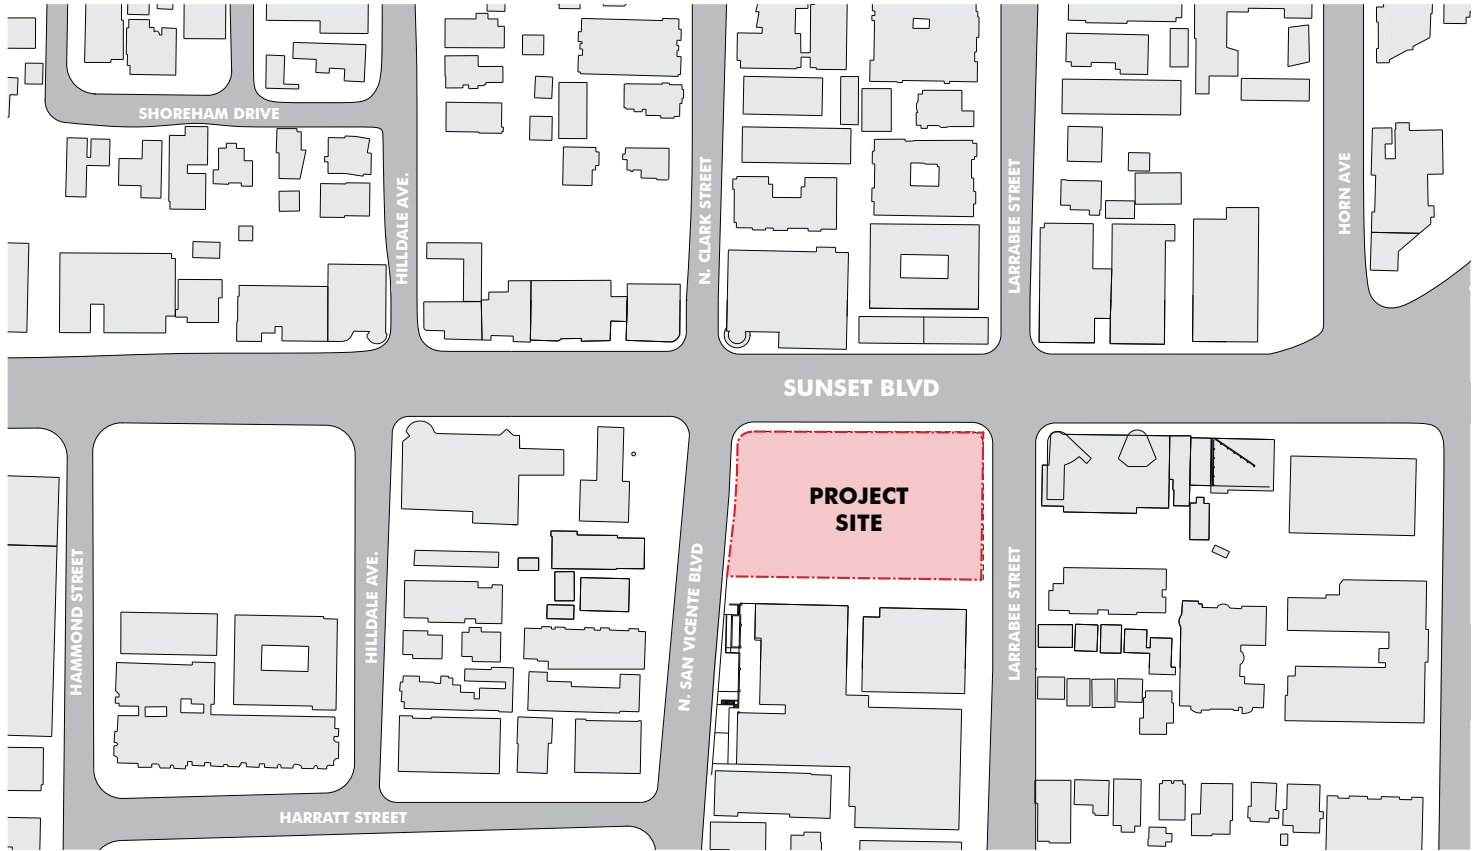 SHOREHAM DRIVE
HILLDALE AVE.
N. CLARK STREET
LARRABEE STREET
HORN AVE
SUNSET BLVD
PROJECT
SITE
HAMMOND STREET
HILLDALE AVE.
N. SAN VICENTE BLVD
LARRABEE STREET
HARRATT STREET